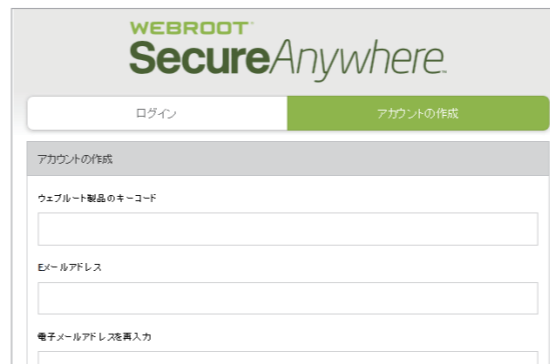 WEBROOT
SecureAnywhere.
ログイン
アカウントの作成
アカウントの作成
ウェブルート製品のキーコード
Eメールアドレス
電子メールアドレスを再入力